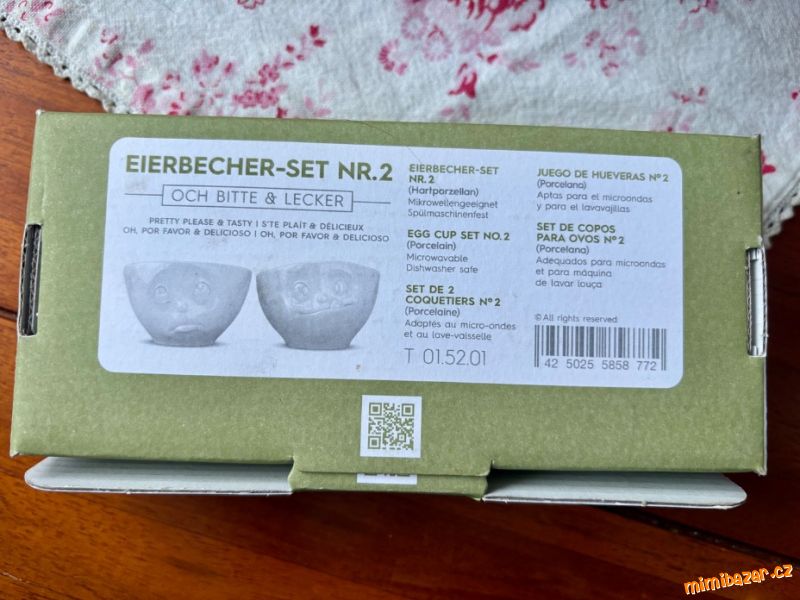 EIERBECHER-SET NR.2
OCH BITTE & LECKER
PRETTY PLEASE & TASTY | S'TE PLAÎT & DÉLICIEUX
OH, POR FAVOR & DELICIOSO | OH, POR FAVOR & DELICIOSO
EIERBECHER-SET
NR.2
(Hartporzellan)
Mikrowellengeeignet
Spülmaschinenfest
EGG CUP SET NO.2
(Porcelain)
Microwavable
Dishwasher safe
SET DE 2
COQUETIERS Nº2
(Porcelaine)
Adaptés au micro-ondes
et au lave-vaisselle
T 01.52.01
JUEGO DE HUEVERAS Nº2
(Porcelana)
Aptas para el microondas
y para el lavavajillas
SET DE COPOS
PARA OVOS Nº2
(Porcelana)
Adequados para microondas
et para máquina
de lavar louça
© All rights reserved
42 5025 5858 772
mimibazar.cz